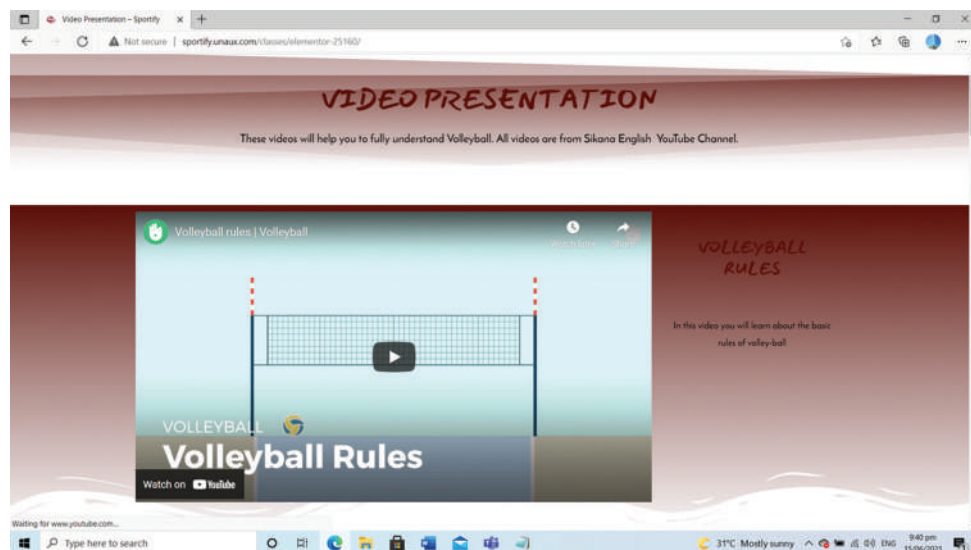 Video Presentation – Sportify
Not secure | sportify.unaux.com/classes/elementor-25160/
VIDEO PRESENTATION
These videos will help you to fully understand Volleyball. All videos are from Sikana English YouTube Channel.
Volleyball rules | Volleyball
Watch later
Share
VOLLEYBALL
RULES
In this video you will learn about the basic
rules of volley-ball
VOLLEYBALL
Volleyball Rules
Watch on YouTube
Waiting for www.youtube.com...
Type here to search
31°C Mostly sunny
ENG
9:40 pm
15/06/2025